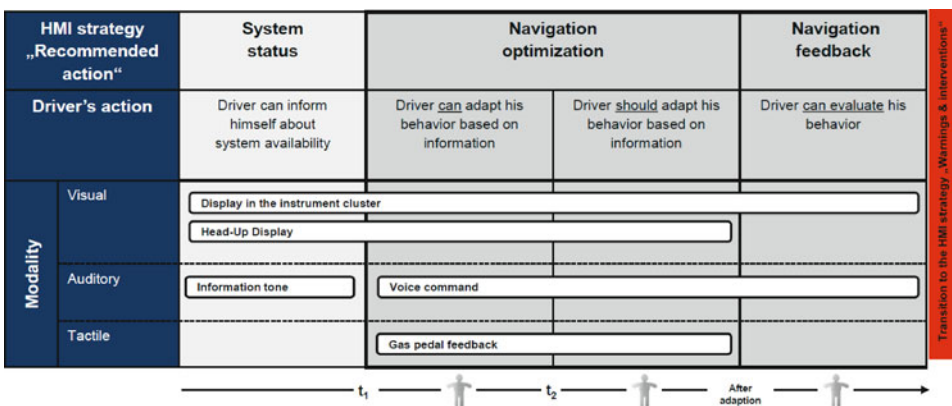 HMI strategy
„Recommended
action“
System
status
Navigation
optimization
Navigation
feedback
Driver's action
Driver can inform
himself about
system availability
Driver can adapt his
behavior based on
information
Driver should adapt his
behavior based on
information
Driver can evaluate his
behavior
Modality
Visual
Display in the instrument cluster
Head-Up Display
Auditory
Information tone
Voice command
Tactile
Gas pedal feedback
t1
t2
After
adaption
Transition to the HMI strategy „Warnings & interventions“